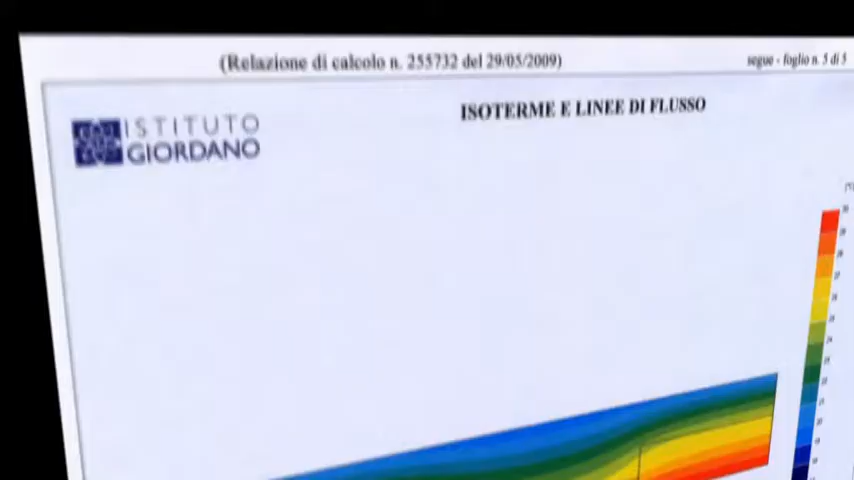 (Relazione di calcolo n. 255732 del 29/05/2009)
segue - foglio n. 5 di 5
ISTITUTO
GIORDANO
ISOTERME E LINEE DI FLUSSO